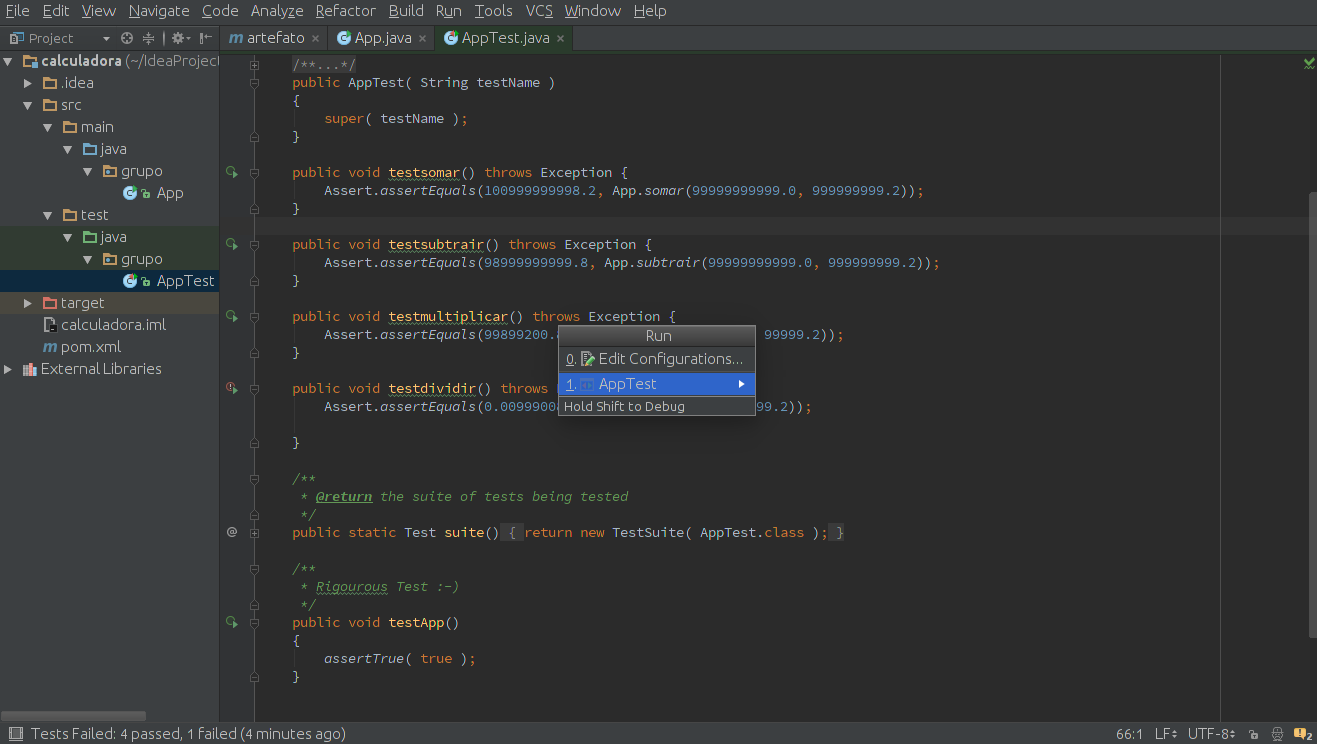 File Edit View Navigate Code Analyze Refactor Build Run Tools VCS Window Help
Project
m artefato × App.java × AppTest.java ×
calculadora (~/IdeaProject
.idea
src
main
java
grupo
App
test
java
grupo
AppTest
target
calculadora.iml
m pom.xml
External Libraries
/**...*/
public AppTest( String testName )
{
super( testName );
}
public void testsomar() throws Exception {
Assert.assertEquals(100999999998.2, App.somar(99999999999.0, 999999999.2));
}
public void testsubtrair() throws Exception {
Assert.assertEquals(98999999999.8, App.subtrair(99999999999.0, 999999999.2));
}
public void testmultiplicar() throws Exception {
Assert.assertEquals(99899200. 99999.2));
}
public void testdividir() throws
Assert.assertEquals(0.0099900 99.2));
}
/**
* @return the suite of tests being tested
*/
@ public static Test suite() { return new TestSuite( AppTest.class ); }
/**
* Rigourous Test :-)
*/
public void testApp()
{
assertTrue( true );
}
Run
0. Edit Configurations...
1. AppTest
Hold Shift to Debug
Tests Failed: 4 passed, 1 failed (4 minutes ago) 66:1 LF UTF-8 2